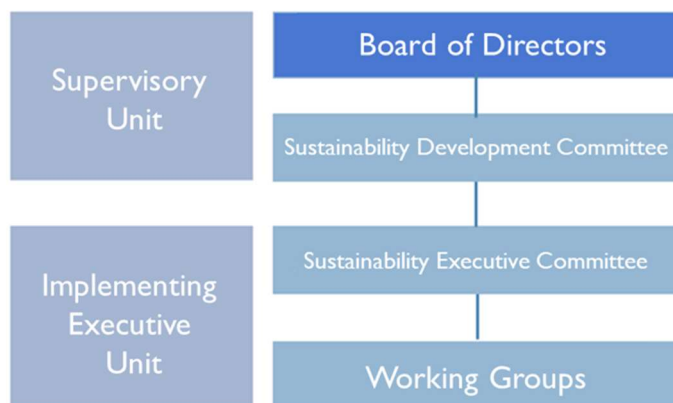 Supervisory
Unit
Board of Directors
Sustainability Development Committee
Implementing
Executive
Unit
Sustainability Executive Committee
Working Groups